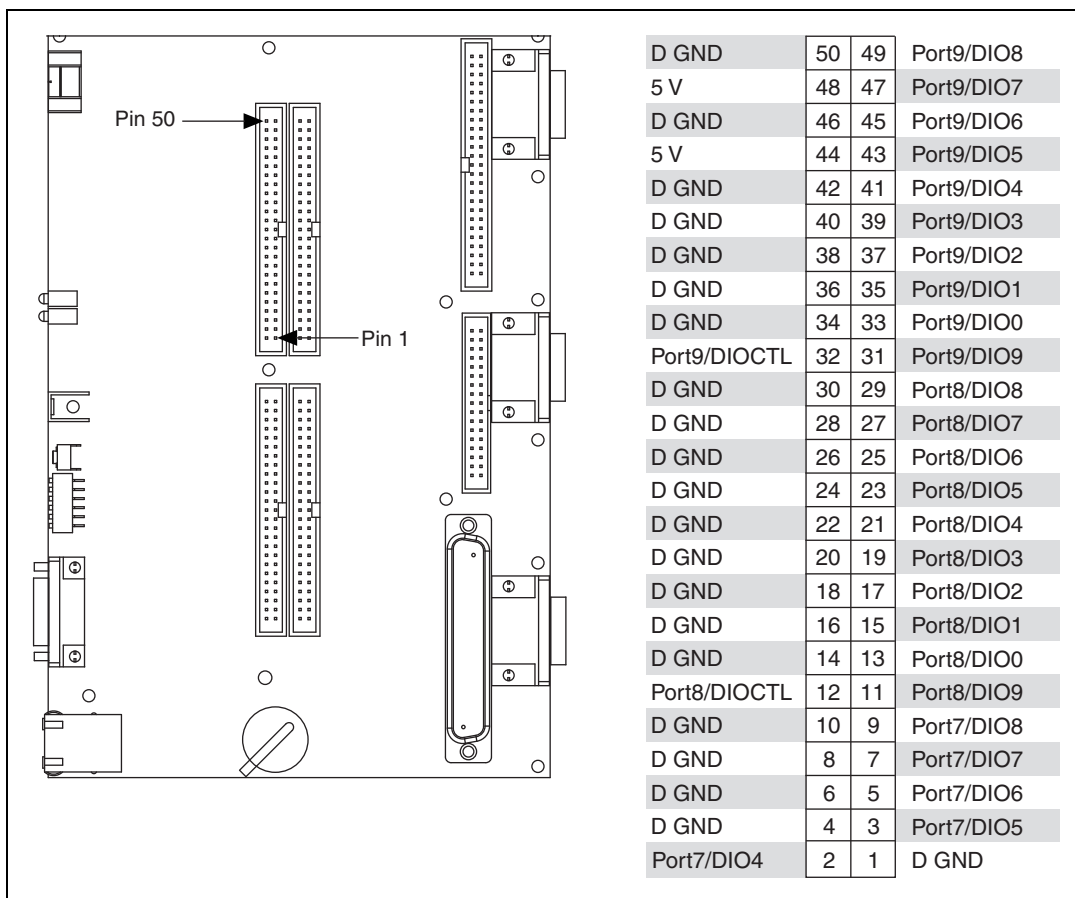 Pin 50
Pin 1
D GND 50 49 Port9/DIO8
5 V 48 47 Port9/DIO7
D GND 46 45 Port9/DIO6
5 V 44 43 Port9/DIO5
D GND 42 41 Port9/DIO4
D GND 40 39 Port9/DIO3
D GND 38 37 Port9/DIO2
D GND 36 35 Port9/DIO1
D GND 34 33 Port9/DIO0
Port9/DIOCTL 32 31 Port9/DIO9
D GND 30 29 Port8/DIO8
D GND 28 27 Port8/DIO7
D GND 26 25 Port8/DIO6
D GND 24 23 Port8/DIO5
D GND 22 21 Port8/DIO4
D GND 20 19 Port8/DIO3
D GND 18 17 Port8/DIO2
D GND 16 15 Port8/DIO1
D GND 14 13 Port8/DIO0
Port8/DIOCTL 12 11 Port8/DIO9
D GND 10 9 Port7/DIO8
D GND 8 7 Port7/DIO7
D GND 6 5 Port7/DIO6
D GND 4 3 Port7/DIO5
Port7/DIO4 2 1 D GND